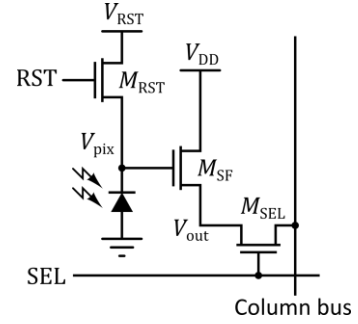 V_RST
V_DD
RST
M_RST
V_pix
M_SF
M_SEL
V_out
SEL
Column bus